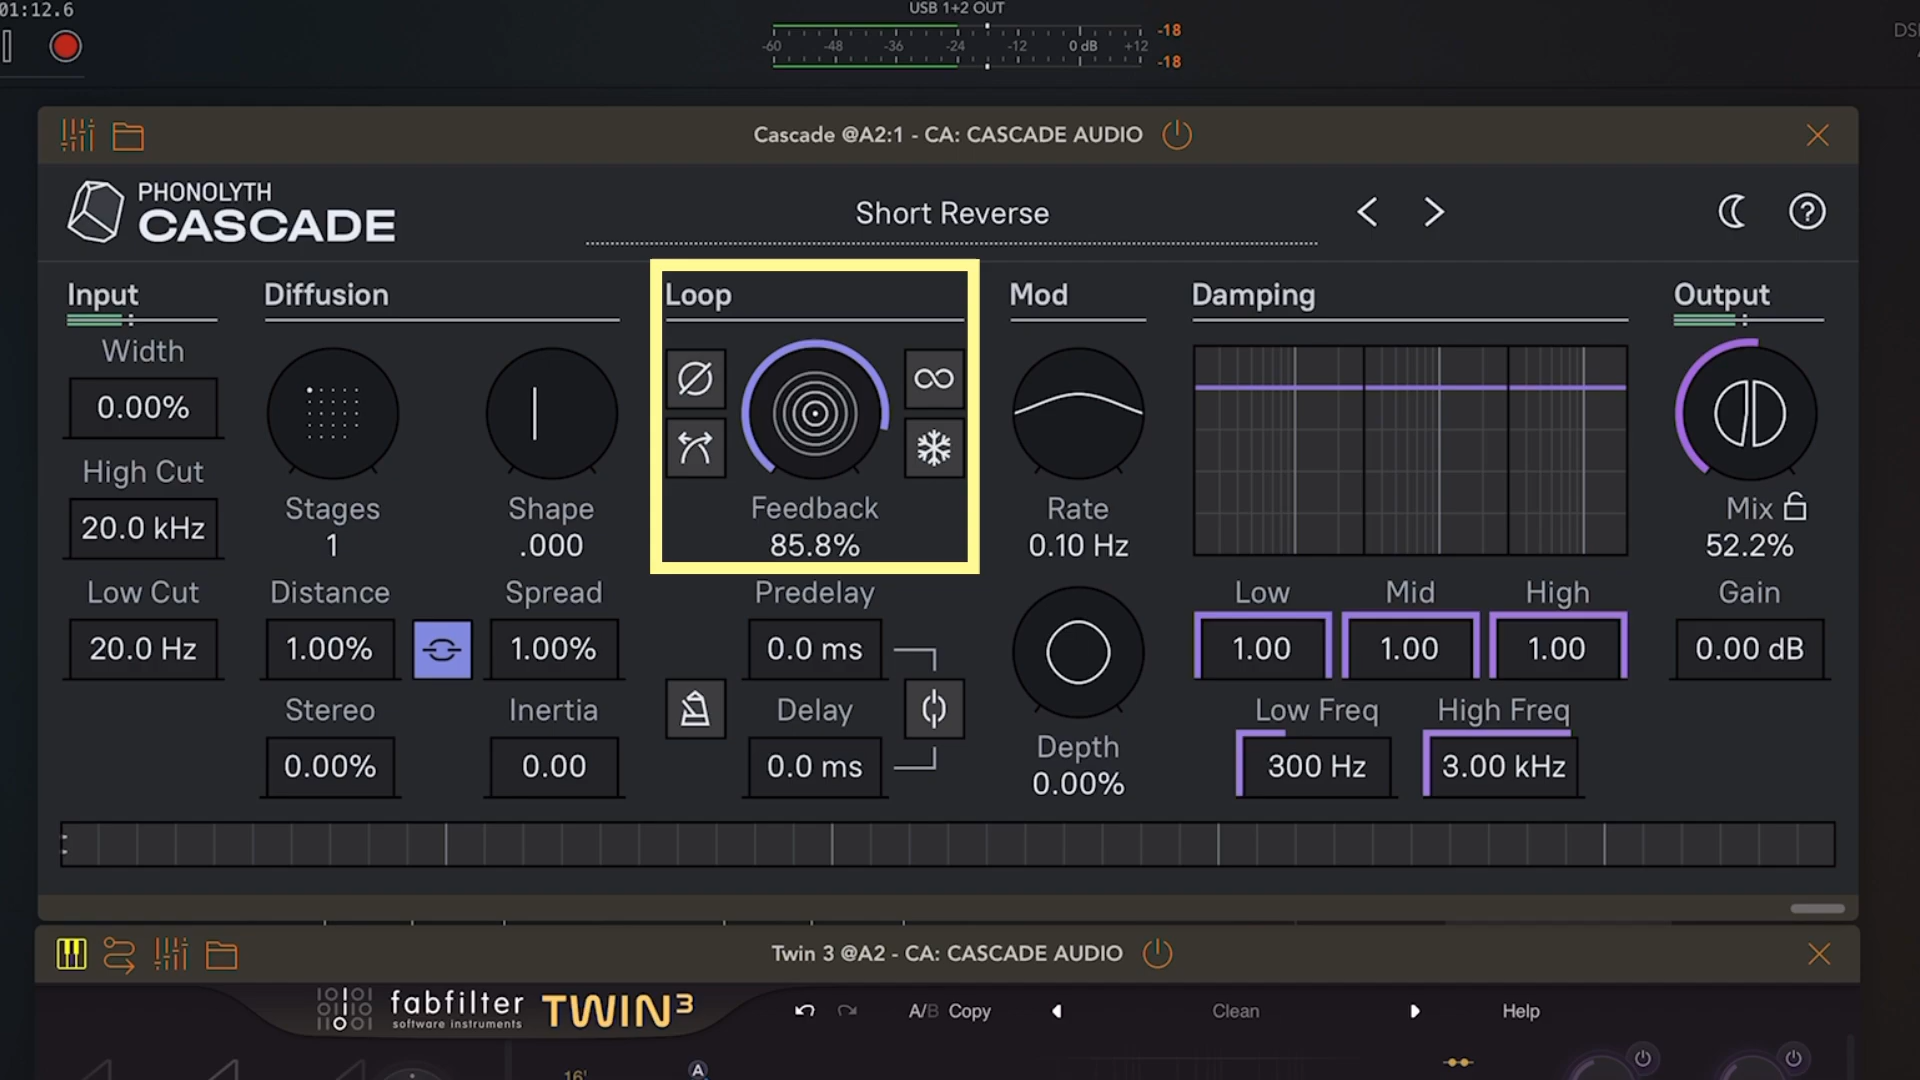 01:12.6
USB 1+2 OUT
-60 -48 -36 -24 -12 0 dB +12
-18
-18
DS
Cascade @A2:1 - CA: CASCADE AUDIO
PHONOLYTH
CASCADE
Short Reverse
Input
Diffusion
Loop
Mod
Damping
Output
Width
0.00%
High Cut
20.0 kHz
Low Cut
20.0 Hz
Stages
1
Shape
.000
Distance
1.00%
Spread
1.00%
Stereo
0.00%
Inertia
0.00
Feedback
85.8%
Predelay
0.0 ms
Delay
0.0 ms
Rate
0.10 Hz
Depth
0.00%
Low
1.00
Mid
1.00
High
1.00
Low Freq
300 Hz
High Freq
3.00 kHz
Mix
52.2%
Gain
0.00 dB
Twin 3 @A2 - CA: CASCADE AUDIO
fabfilter
software instruments
TWIN3
A/B Copy
Clean
Help
16'
A